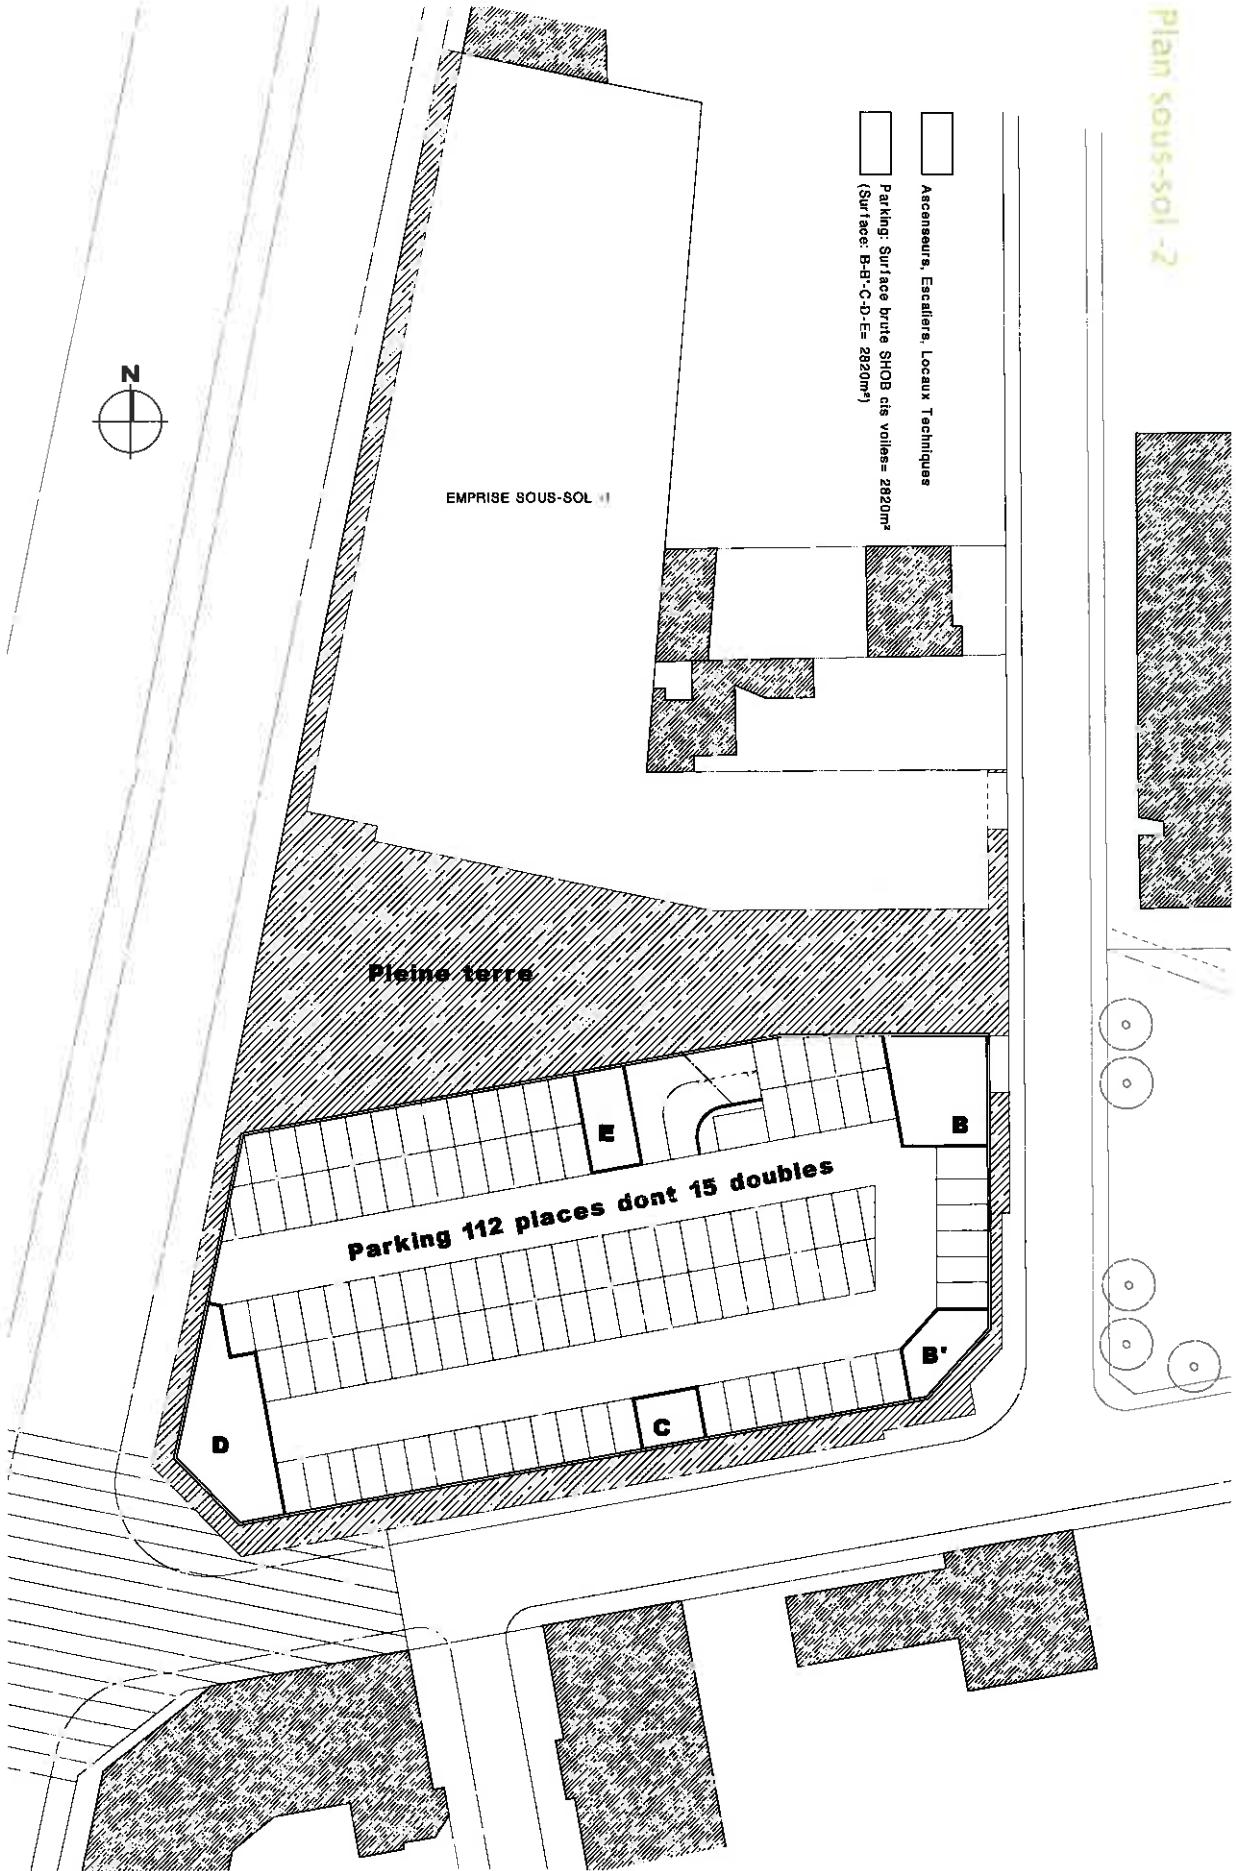 Plan sous-sol -2
Ascenseurs, Escaliers, Locaux Techniques
Parking: Surface brute SHOB cis voiles= 2820m²
(Surface: B-B'-C-D-E= 2820m²)
N
EMPRISE SOUS-SOL -1
Pleine terre
E
B
Parking 112 places dont 15 doubles
B'
C
D